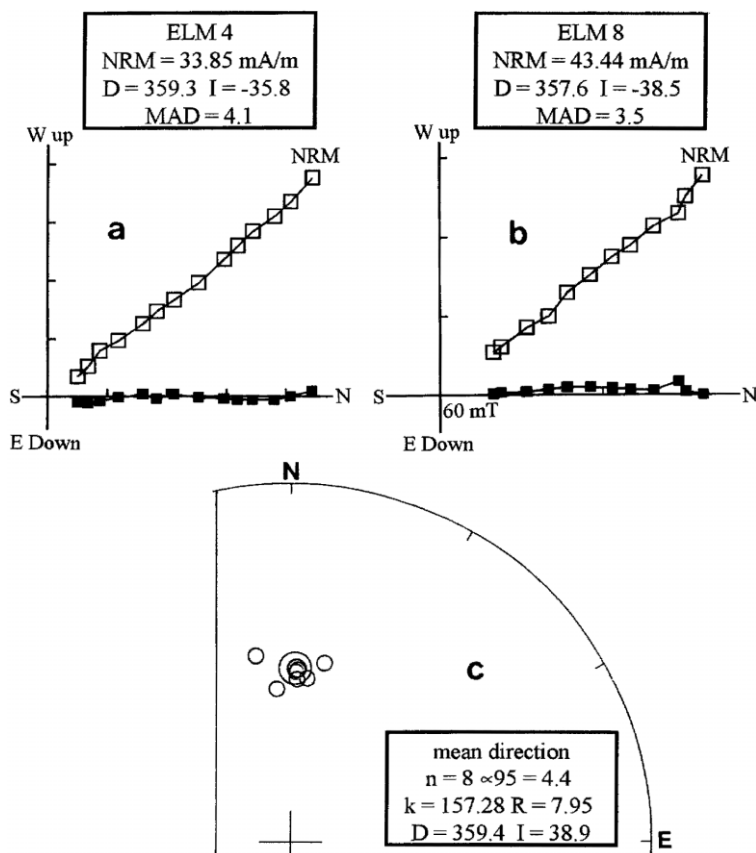 ELM 4
NRM = 33.85 mA/m
D = 359.3 I = -35.8
MAD = 4.1
W up
NRM
a
S
N
E Down
ELM 8
NRM = 43.44 mA/m
D = 357.6 I = -38.5
MAD = 3.5
W up
NRM
b
S
N
60 mT
E Down
N
c
mean direction
n = 8 ∝95 = 4.4
k = 157.28 R = 7.95
D = 359.4 I = 38.9
E